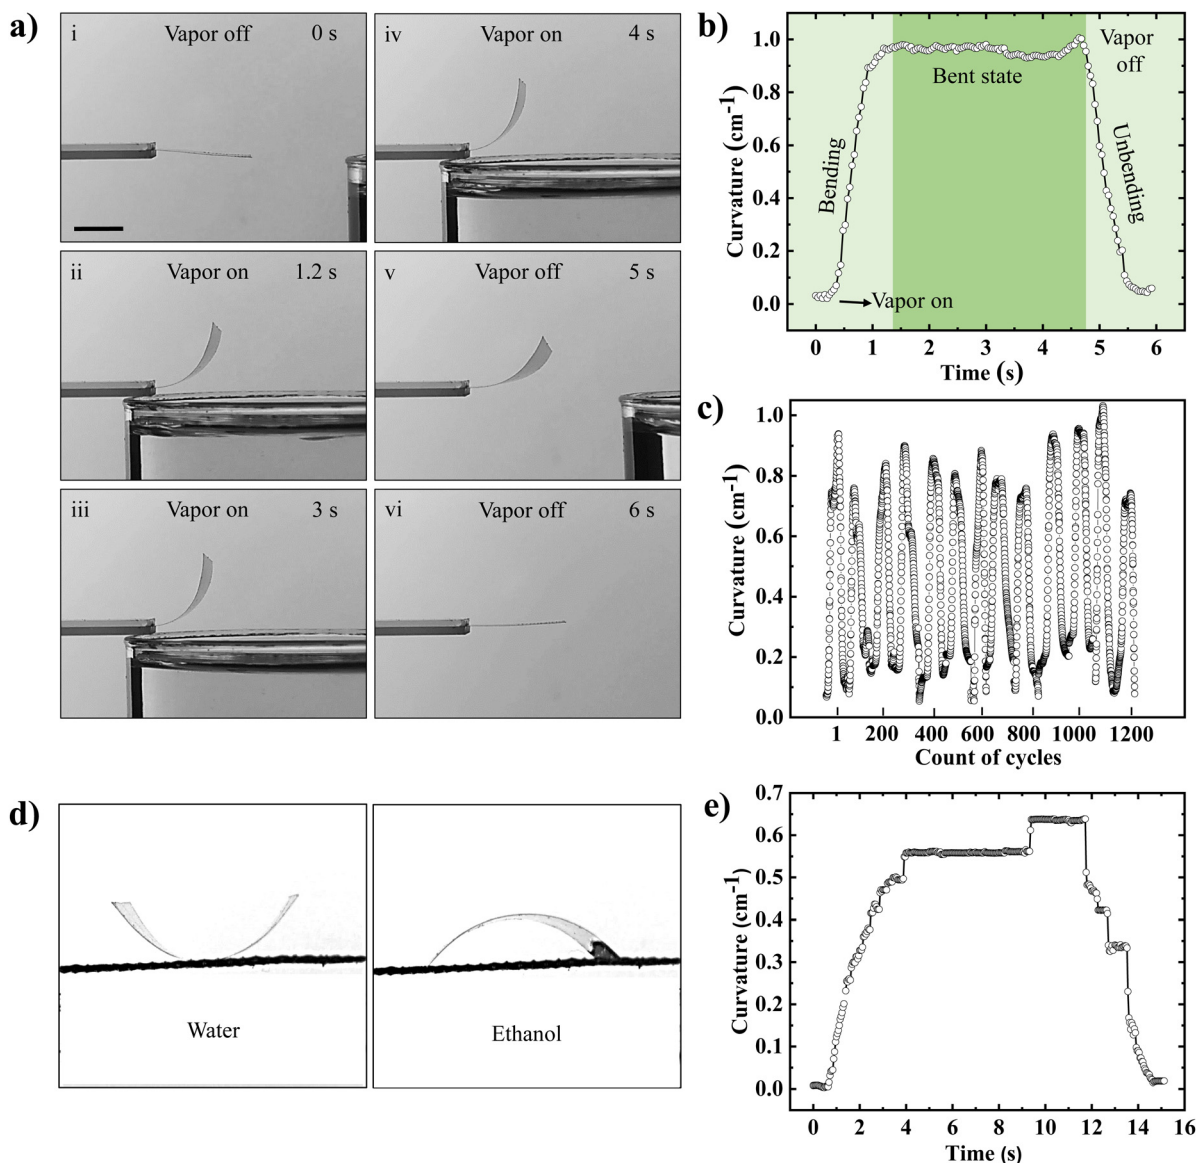 a)
i Vapor off 0 s
iv Vapor on 4 s
ii Vapor on 1.2 s
v Vapor off 5 s
iii Vapor on 3 s
vi Vapor off 6 s
b)
Curvature (cm⁻¹)
1.0
0.8
0.6
0.4
0.2
0.0
Bending
Bent state
Vapor
off
Unbending
Vapor on
0 1 2 3 4 5 6
Time (s)
c)
Curvature (cm⁻¹)
1.0
0.8
0.6
0.4
0.2
0.0
1 200 400 600 800 1000 1200
Count of cycles
d)
Water
Ethanol
e)
Curvature (cm⁻¹)
0.7
0.6
0.5
0.4
0.3
0.2
0.1
0.0
0 2 4 6 8 10 12 14 16
Time (s)